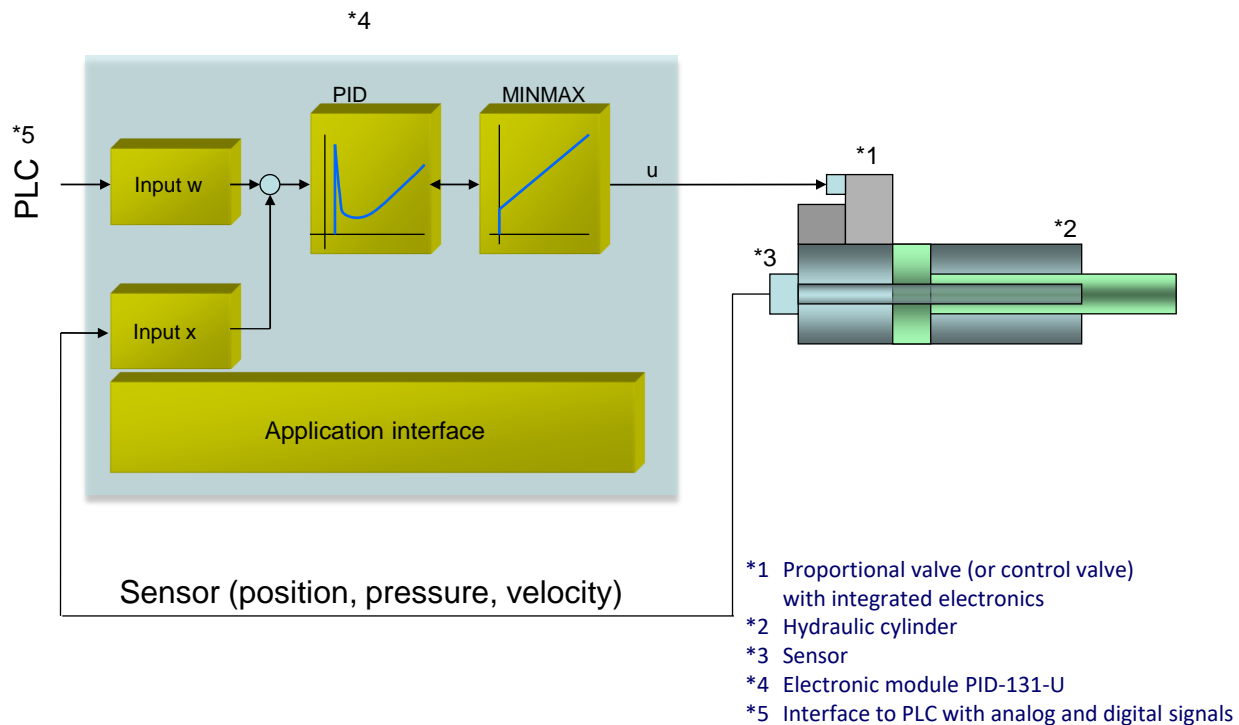 *4
PID
MINMAX
*5
PLC
Input w
u
*1
*2
*3
Input x
Application interface
Sensor (position, pressure, velocity)
*1 Proportional valve (or control valve)
with integrated electronics
*2 Hydraulic cylinder
*3 Sensor
*4 Electronic module PID-131-U
*5 Interface to PLC with analog and digital signals